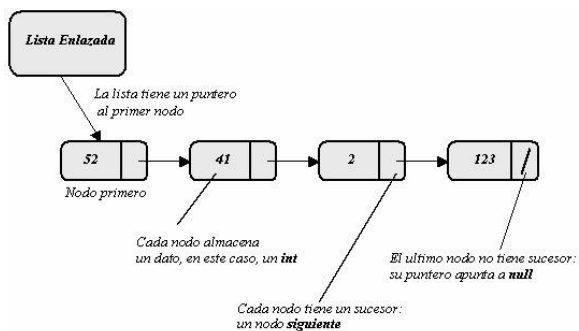 Lista Enlazada
La lista tiene un puntero
al primer nodo
52
41
2
123
Nodo primero
Cada nodo almacena
un dato, en este caso, un int
El ultimo nodo no tiene sucesor:
su puntero apunta a null
Cada nodo tiene un sucesor:
un nodo siguiente